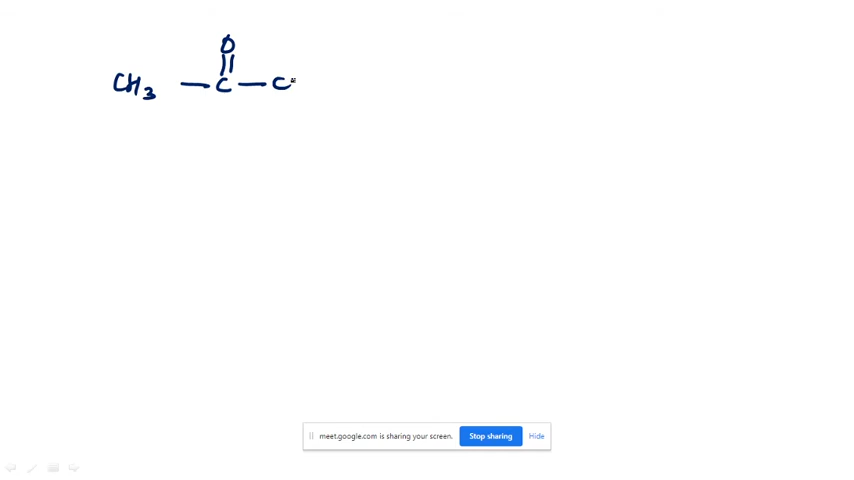 O
CH3 — C — C
meet.google.com is sharing your screen. Stop sharing Hide